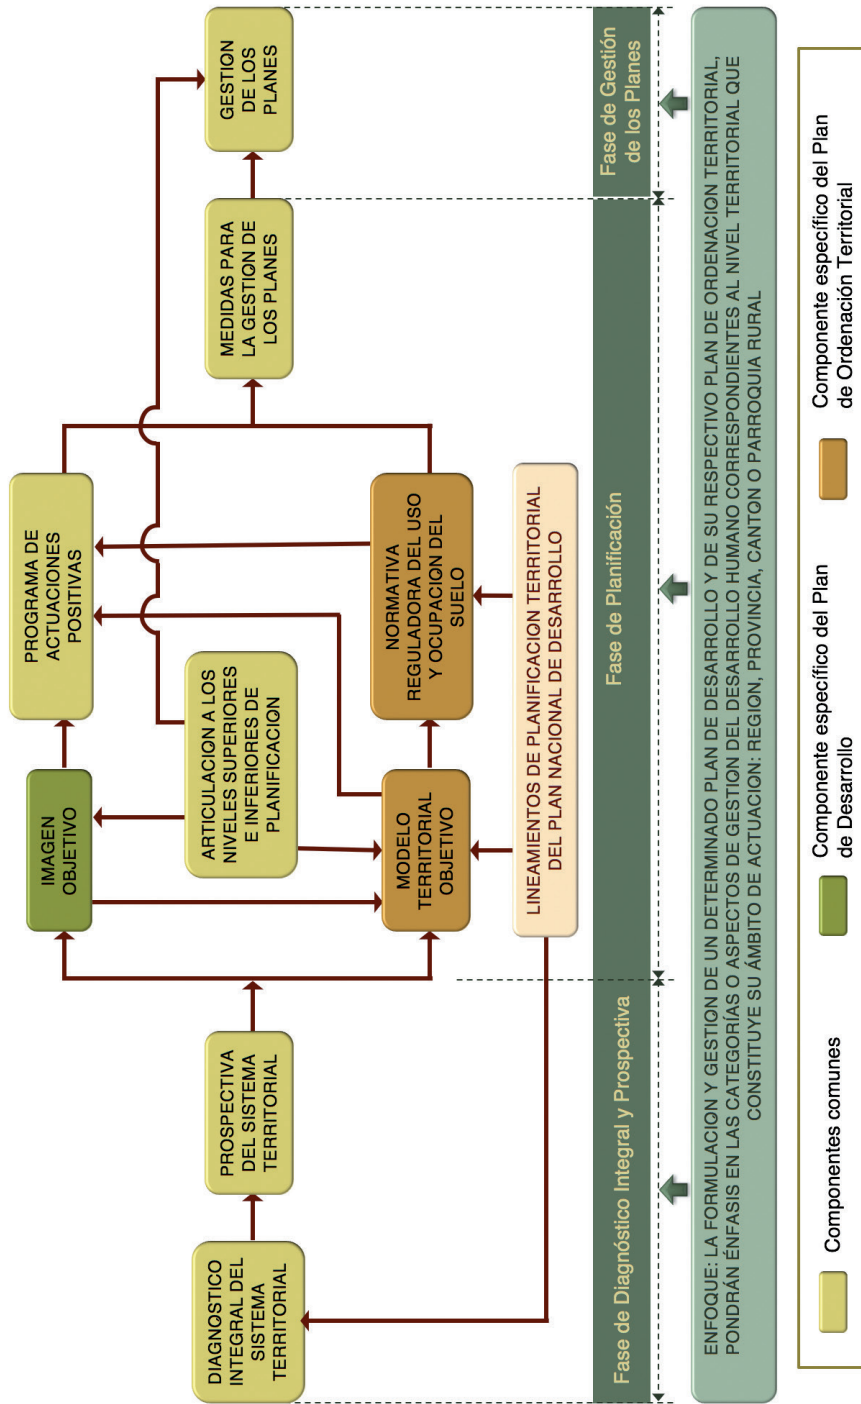 DIAGNOSTICO
INTEGRAL DEL
SISTEMA
TERRITORIAL
PROSPECTIVA
DEL SISTEMA
TERRITORIAL
IMAGEN
OBJETIVO
PROGRAMA DE
ACTUACIONES
POSITIVAS
ARTICULACION A LOS
NIVELES SUPERIORES
E INFERIORES DE
PLANIFICACION
MODELO
TERRITORIAL
OBJETIVO
NORMATIVA
REGULADORA DEL USO
Y OCUPACION DEL
SUELO
MEDIDAS PARA
LA GESTION DE
LOS PLANES
GESTION
DE LOS
PLANES
LINEAMIENTOS DE PLANIFICACION TERRITORIAL
DEL PLAN NACIONAL DE DESARROLLO
Fase de Diagnóstico Integral y Prospectiva
Fase de Planificación
Fase de Gestión
de los Planes
ENFOQUE: LA FORMULACION Y GESTION DE UN DETERMINADO PLAN DE DESARROLLO Y DE SU RESPECTIVO PLAN DE ORDENACION TERRITORIAL,
PONDRÁN ÉNFASIS EN LAS CATEGORÍAS O ASPECTOS DE GESTION DEL DESARROLLO HUMANO CORRESPONDIENTES AL NIVEL TERRITORIAL QUE
CONSTITUYE SU ÁMBITO DE ACTUACION: REGION, PROVINCIA, CANTON O PARROQUIA RURAL
Componentes comunes
Componente específico del Plan
de Desarrollo
Componente específico del Plan
de Ordenación Territorial